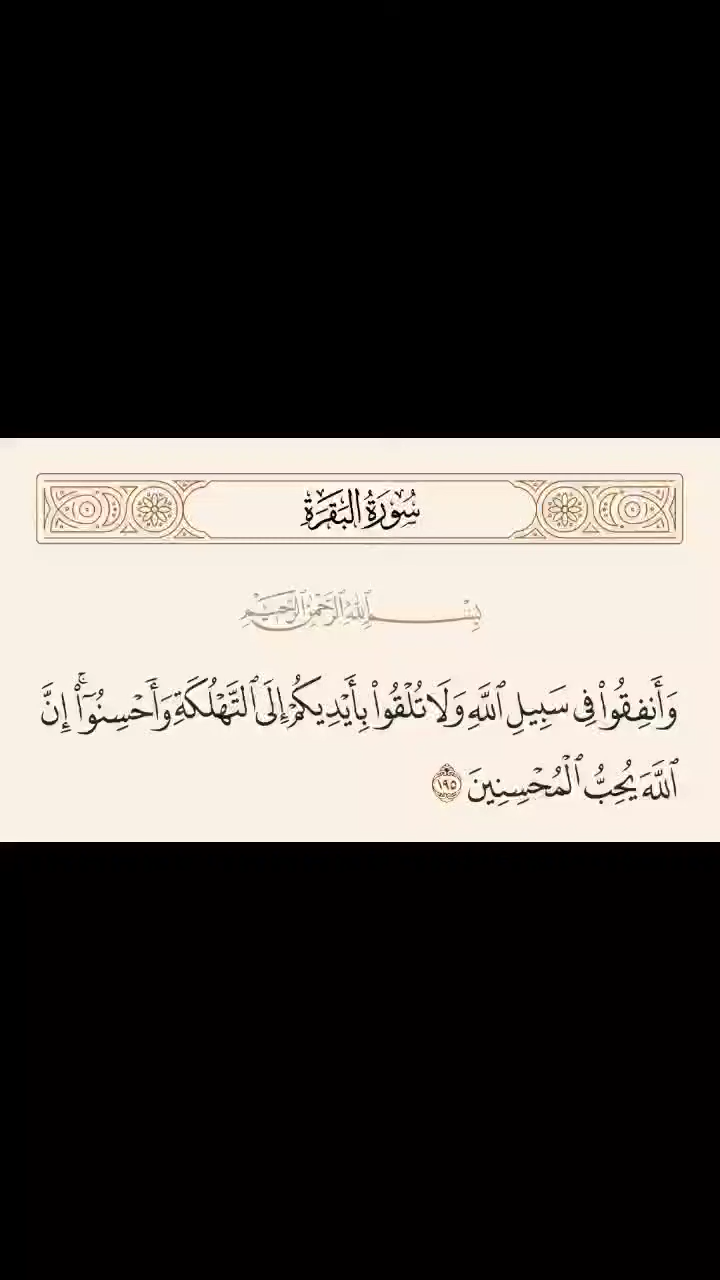 سُورَةُ البَقَرَةِ
بِسْمِ ٱللَّهِ ٱلرَّحْمَٰنِ ٱلرَّحِيمِ
وَأَنفِقُوا۟ فِى سَبِيلِ ٱللَّهِ وَلَا تُلْقُوا۟ بِأَيْدِيكُمْ إِلَى ٱلتَّهْلُكَةِ وَأَحْسِنُوٓا۟ ۛ إِنَّ
ٱللَّهَ يُحِبُّ ٱلْمُحْسِنِينَ ١٩٥